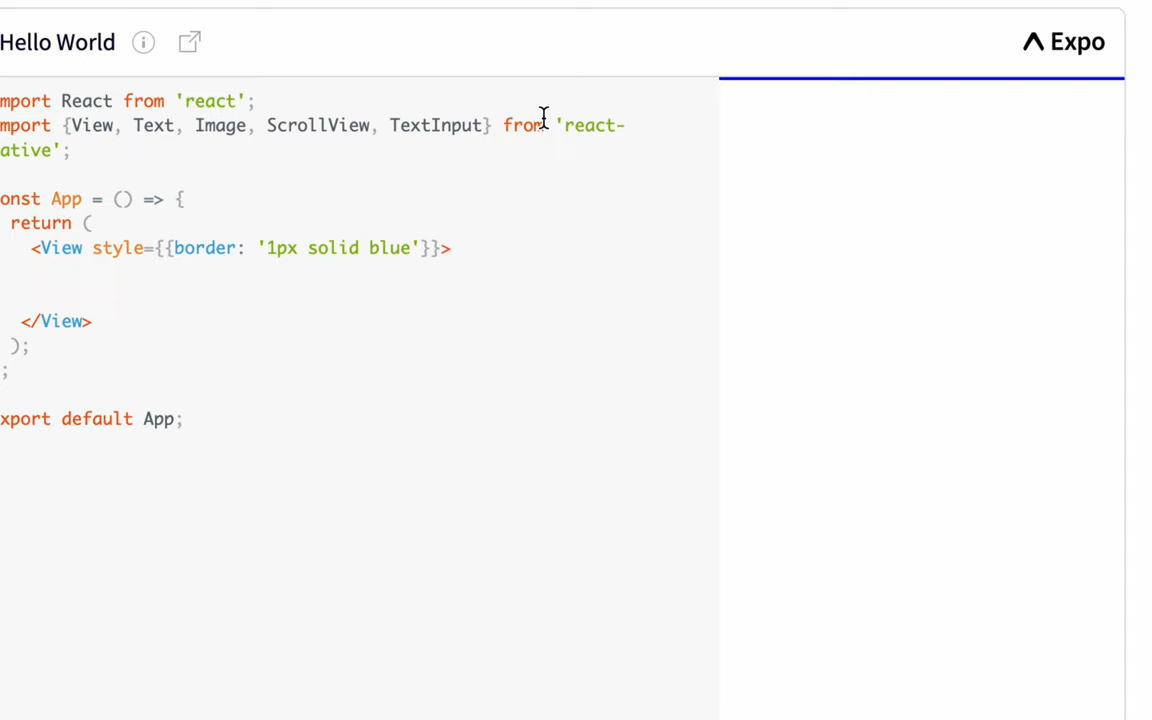 Hello World
Expo
mport React from 'react';
mport {View, Text, Image, ScrollView, TextInput} from 'react-
ative';
onst App = () => {
return (
<View style={{border: '1px solid blue'}}>
</View>
);
;
xport default App;